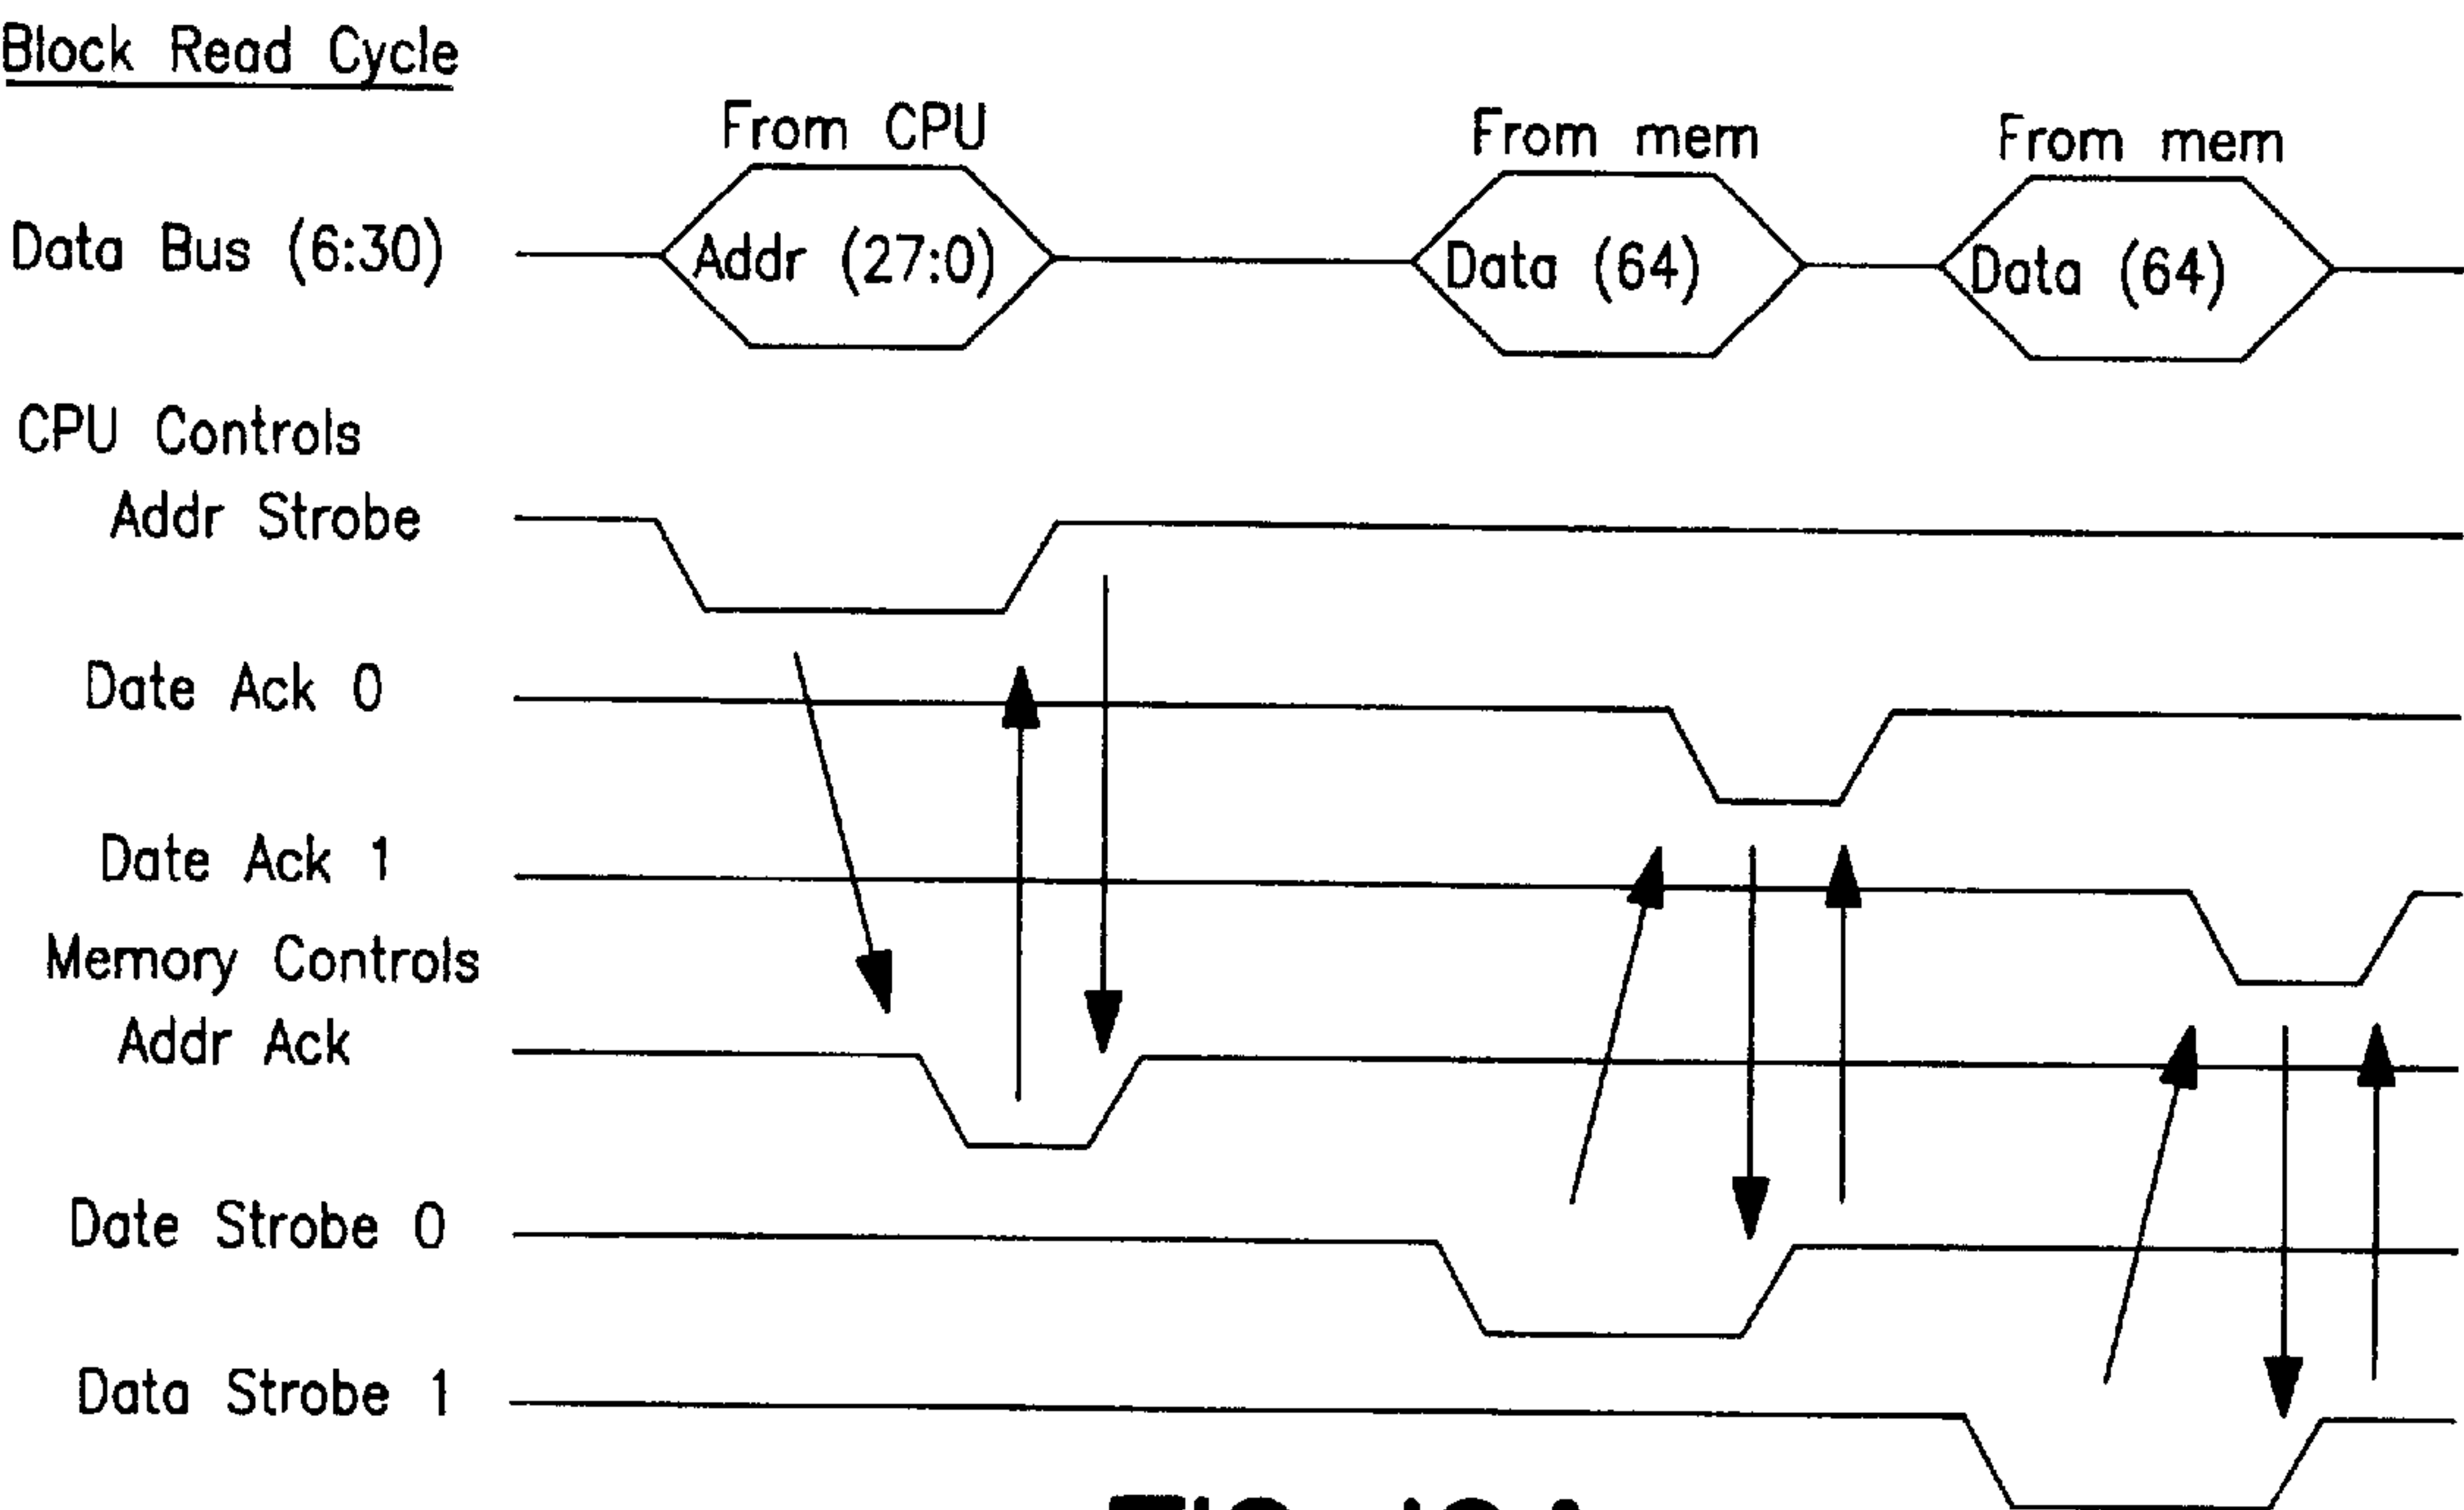 Block Read Cycle
From CPU
From mem
From mem
Data Bus (6:30)
Addr (27:0)
Data (64)
Data (64)
CPU Controls
Addr Strobe
Date Ack 0
Date Ack 1
Memory Controls
Addr Ack
Date Strobe 0
Data Strobe 1